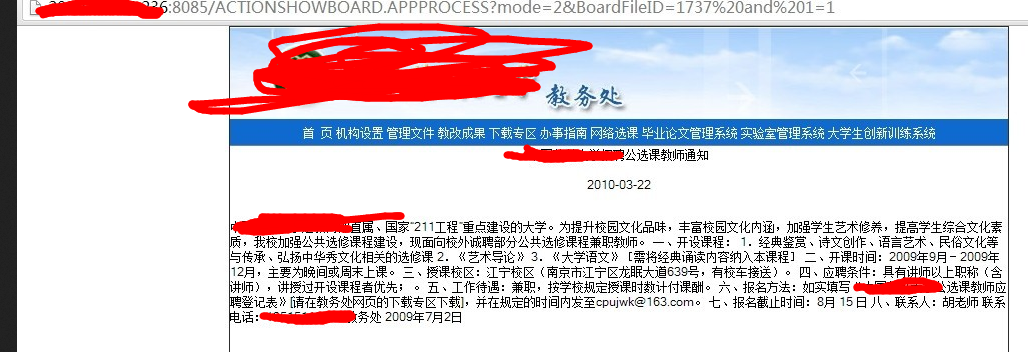 236:8085/ACTIONSHOWBOARD.APPPROCESS?mode=2&BoardFileID=1737%20and%201=1
教务处
首 页 机构设置 管理文件 教改成果 下载专区 办事指南 网络选课 毕业论文管理系统 实验室管理系统 大学生创新训练系统
公选课教师通知
2010-03-22
直属、国家“211工程”重点建设的大学。为提升校园文化品味，丰富校园文化内涵，加强学生艺术修养，提高学生综合文化素
质，我校加强公共选修课程建设，现面向校外诚聘部分公共选修课程兼职教师。 一、开设课程： 1. 经典鉴赏、诗文创作、语言艺术、民俗文化等
与传承、弘扬中华秀文化相关的选修课 2.《艺术导论》 3.《大学语文》 [需将经典诵读内容纳入本课程] 二、开课时间：2009年9月－2009年
12月，主要为晚间或周末上课。 三、授课校区：江宁校区（南京市江宁区龙眠大道639号，有校车接送）。 四、应聘条件：具有讲师以上职称（含
讲师），讲授过开设课程者优先； 。 五、工作待遇：兼职，按学校规定授课时数计付课酬。 六、报名方法：如实填写 公选课教师应
聘登记表》[请在教务处网页的下载专区下载]，并在规定的时间内发至cpujwk@163.com。 七、报名截止时间：8月 15 日 八、联系人：胡老师 联系
电话： 教务处 2009年7月2日